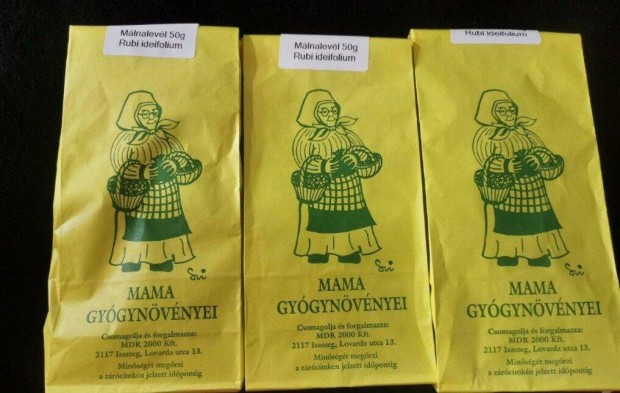 Málnalevél 50g
Rubi ideifolium
Sri
MAMA
GYÓGYNÖVÉNYEI
Csomagolja és forgalmazza:
MDR 2000 Kft.
2117 Isaszeg, Lovarda utca 13.
Minőségét megőrzi
a zárócímkén jelzett időpontig
Málnalevél 50g
Rubi ideifolium
Sri
MAMA
GYÓGYNÖVÉNYEI
Csomagolja és forgalmazza:
MDR 2000 Kft.
2117 Isaszeg, Lovarda utca 13.
Minőségét megőrzi
a zárócímkén jelzett időpontig
Rubi ideifolium
Sri
MAMA
GYÓGYNÖVÉNYEI
Csomagolja és forgalmazza:
MDR 2000 Kft.
2117 Isaszeg, Lovarda utca 13.
Minőségét megőrzi
a zárócímkén jelzett időpontig